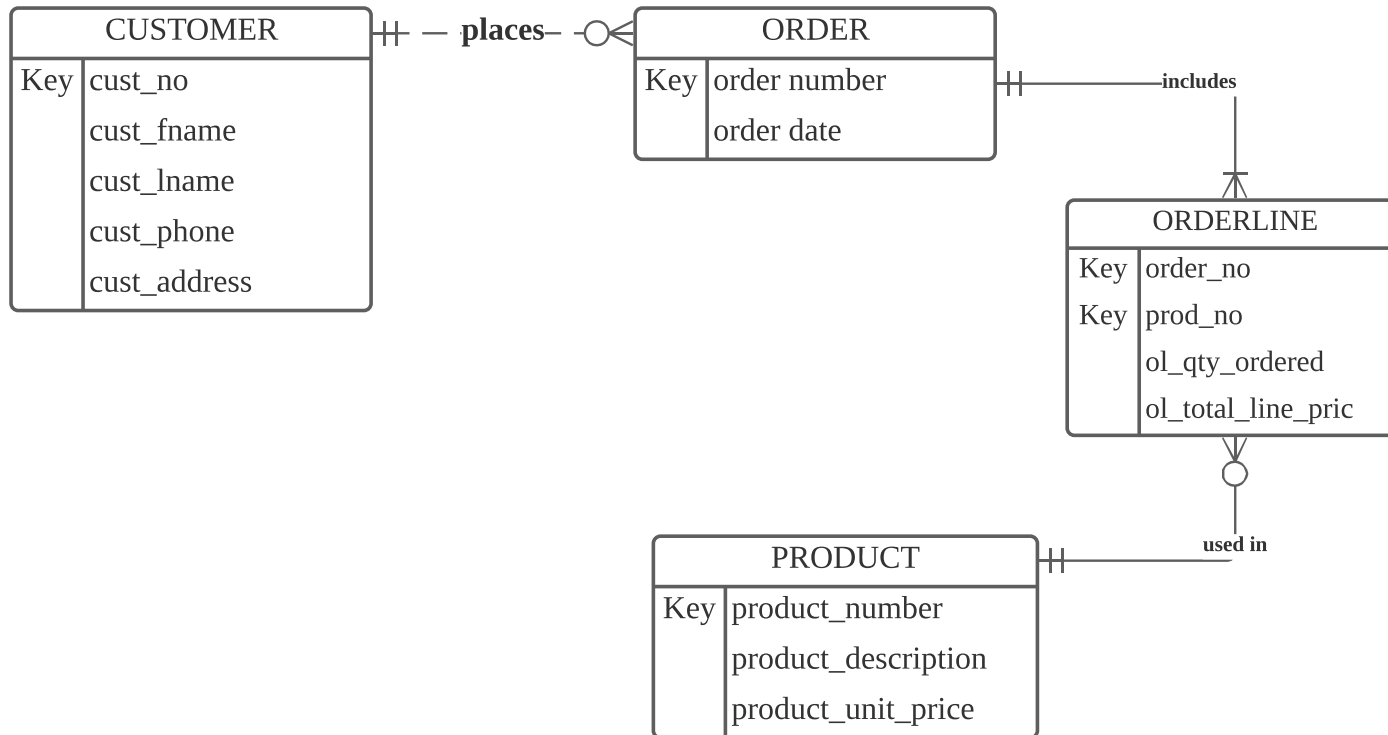 CUSTOMER
Key cust_no
cust_fname
cust_lname
cust_phone
cust_address
places
ORDER
Key order number
order date
includes
ORDERLINE
Key order_no
Key prod_no
ol_qty_ordered
ol_total_line_pric
used in
PRODUCT
Key product_number
product_description
product_unit_price